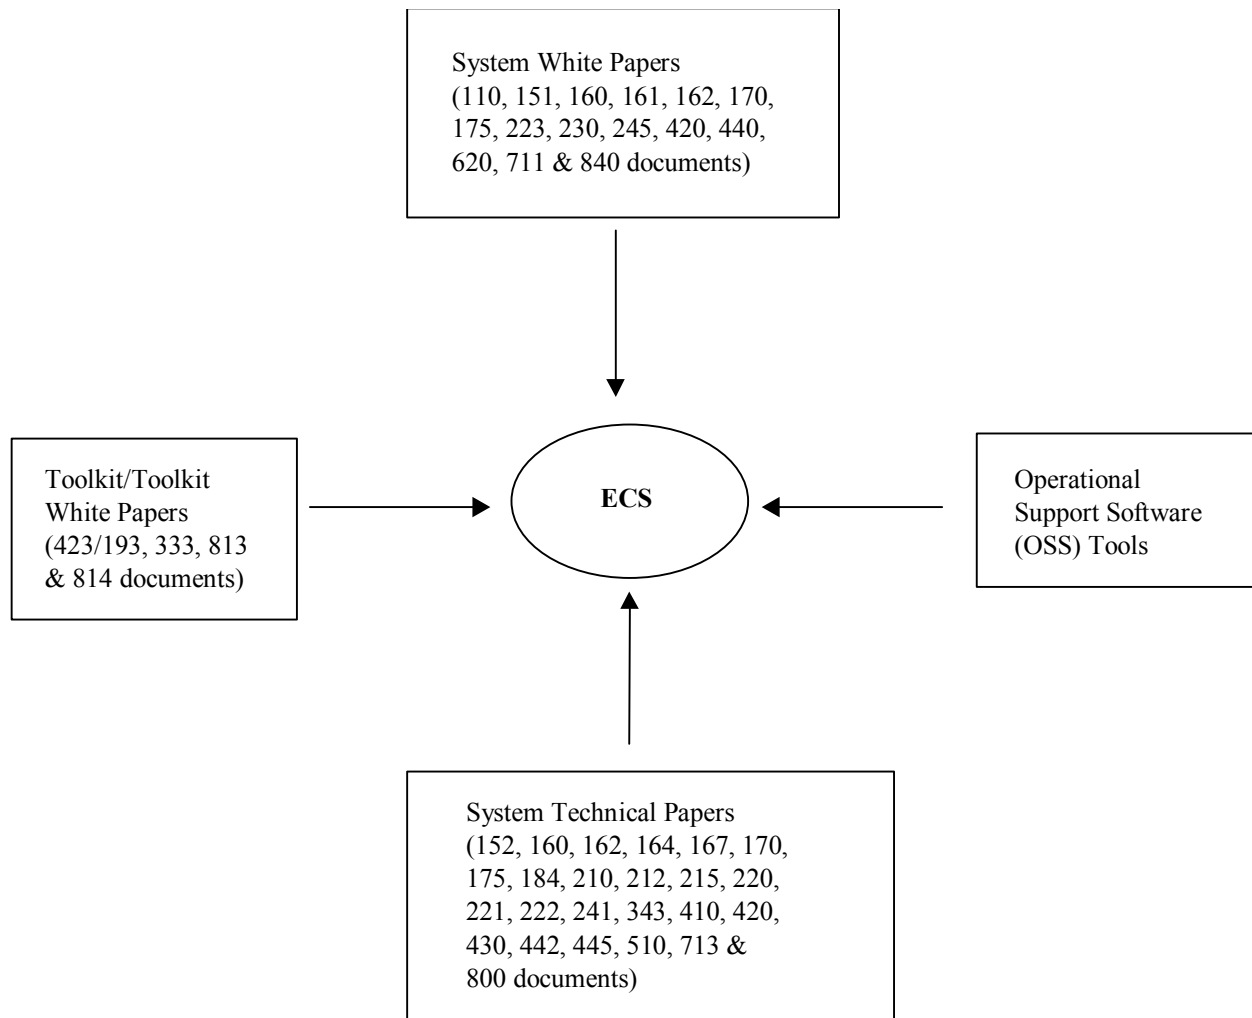 System White Papers
(110, 151, 160, 161, 162, 170,
175, 223, 230, 245, 420, 440,
620, 711 & 840 documents)
Toolkit/Toolkit
White Papers
(423/193, 333, 813
& 814 documents)
ECS
Operational
Support Software
(OSS) Tools
System Technical Papers
(152, 160, 162, 164, 167, 170,
175, 184, 210, 212, 215, 220,
221, 222, 241, 343, 410, 420,
430, 442, 445, 510, 713 &
800 documents)